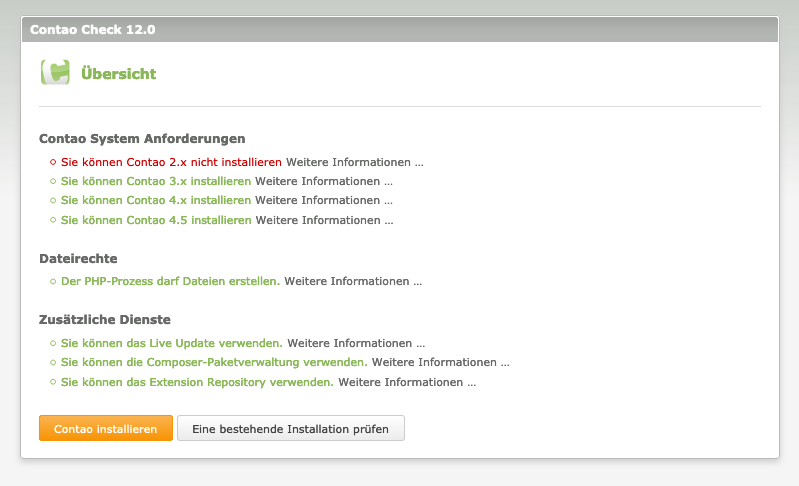 Contao Check 12.0
Übersicht
Contao System Anforderungen
Sie können Contao 2.x nicht installieren Weitere Informationen ...
Sie können Contao 3.x installieren Weitere Informationen ...
Sie können Contao 4.x installieren Weitere Informationen ...
Sie können Contao 4.5 installieren Weitere Informationen ...
Dateirechte
Der PHP-Prozess darf Dateien erstellen. Weitere Informationen ...
Zusätzliche Dienste
Sie können das Live Update verwenden. Weitere Informationen ...
Sie können die Composer-Paketverwaltung verwenden. Weitere Informationen ...
Sie können das Extension Repository verwenden. Weitere Informationen ...
Contao installieren Eine bestehende Installation prüfen